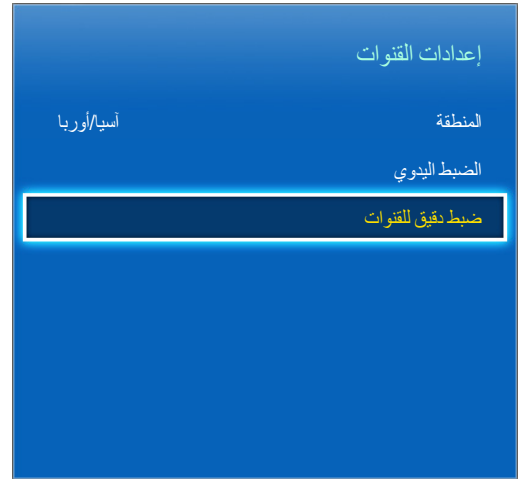 إعدادات القنوات
المنطقة آسيا/أوربا
الضبط اليدوي
ضبط دقيق للقنوات